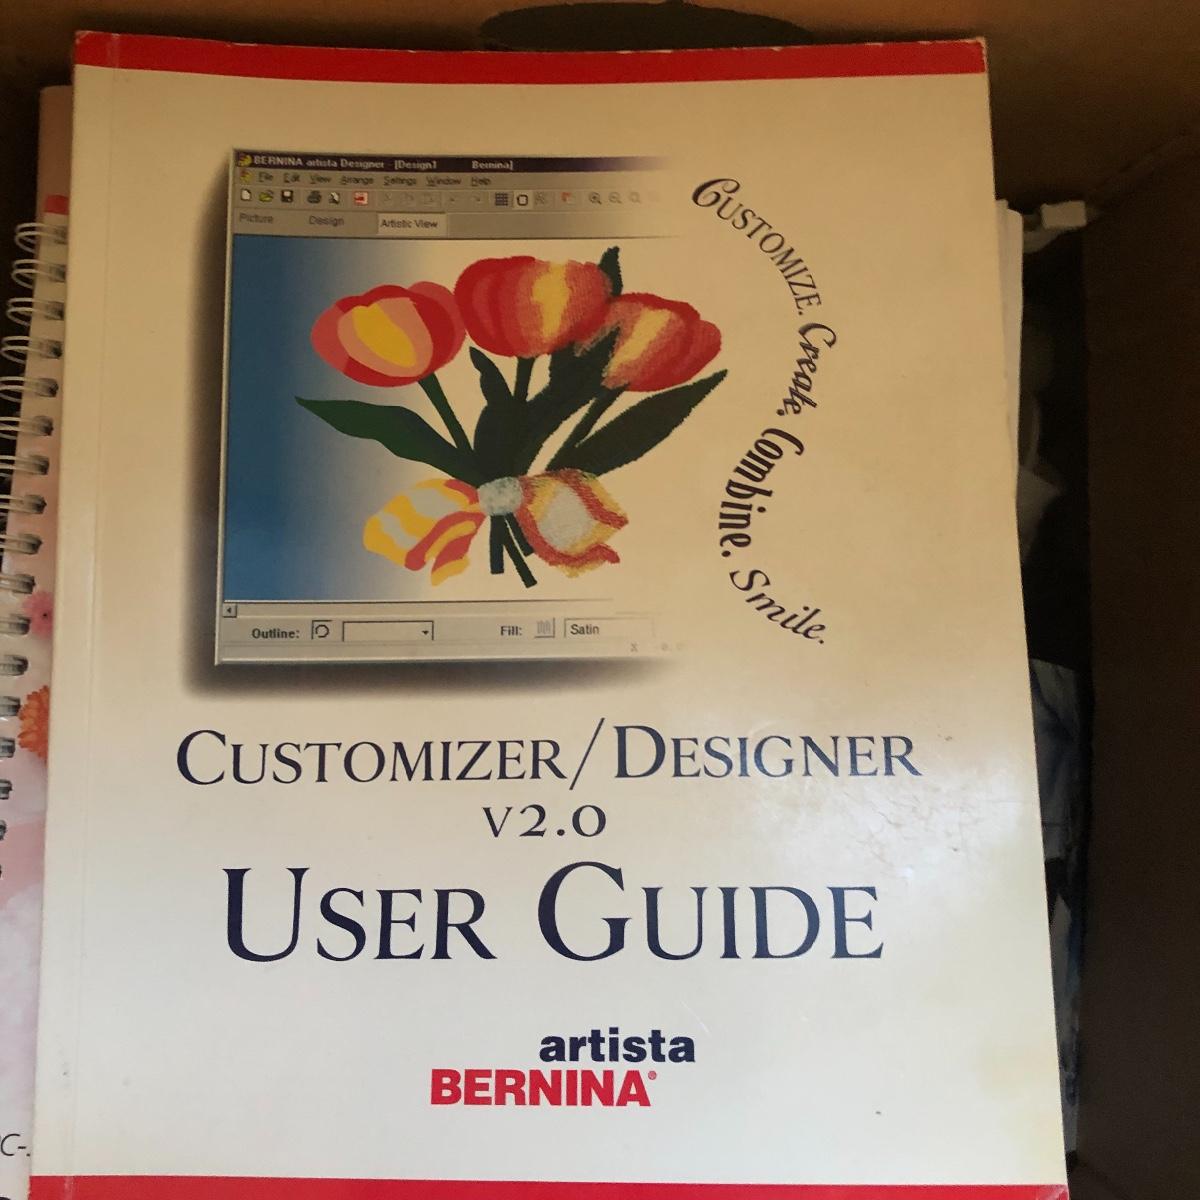 BERNINA artista Designer - [Design1 Bernina]
File Edit View Arrange Settings Window Help
Picture Design Artistic View
CUSTOMIZE. Create. Combine. Smile.
Outline: Fill: Satin
CUSTOMIZER/DESIGNER
V2.0
USER GUIDE
artista
BERNINA®